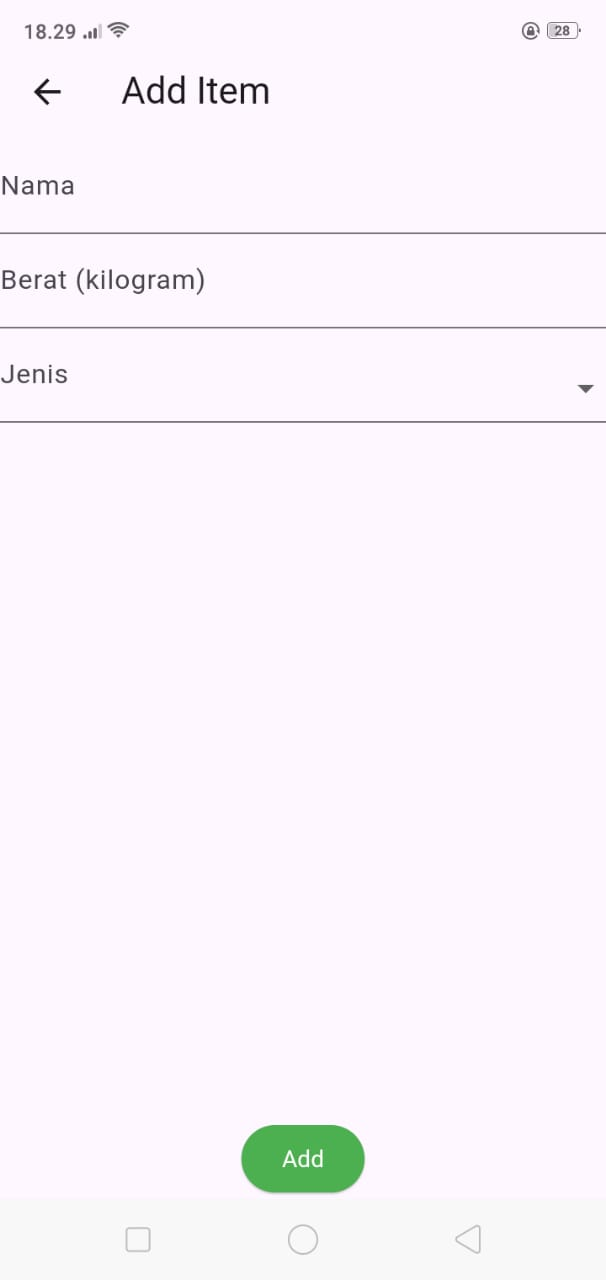 18.29
28
Add Item
Nama
Berat (kilogram)
Jenis
Add